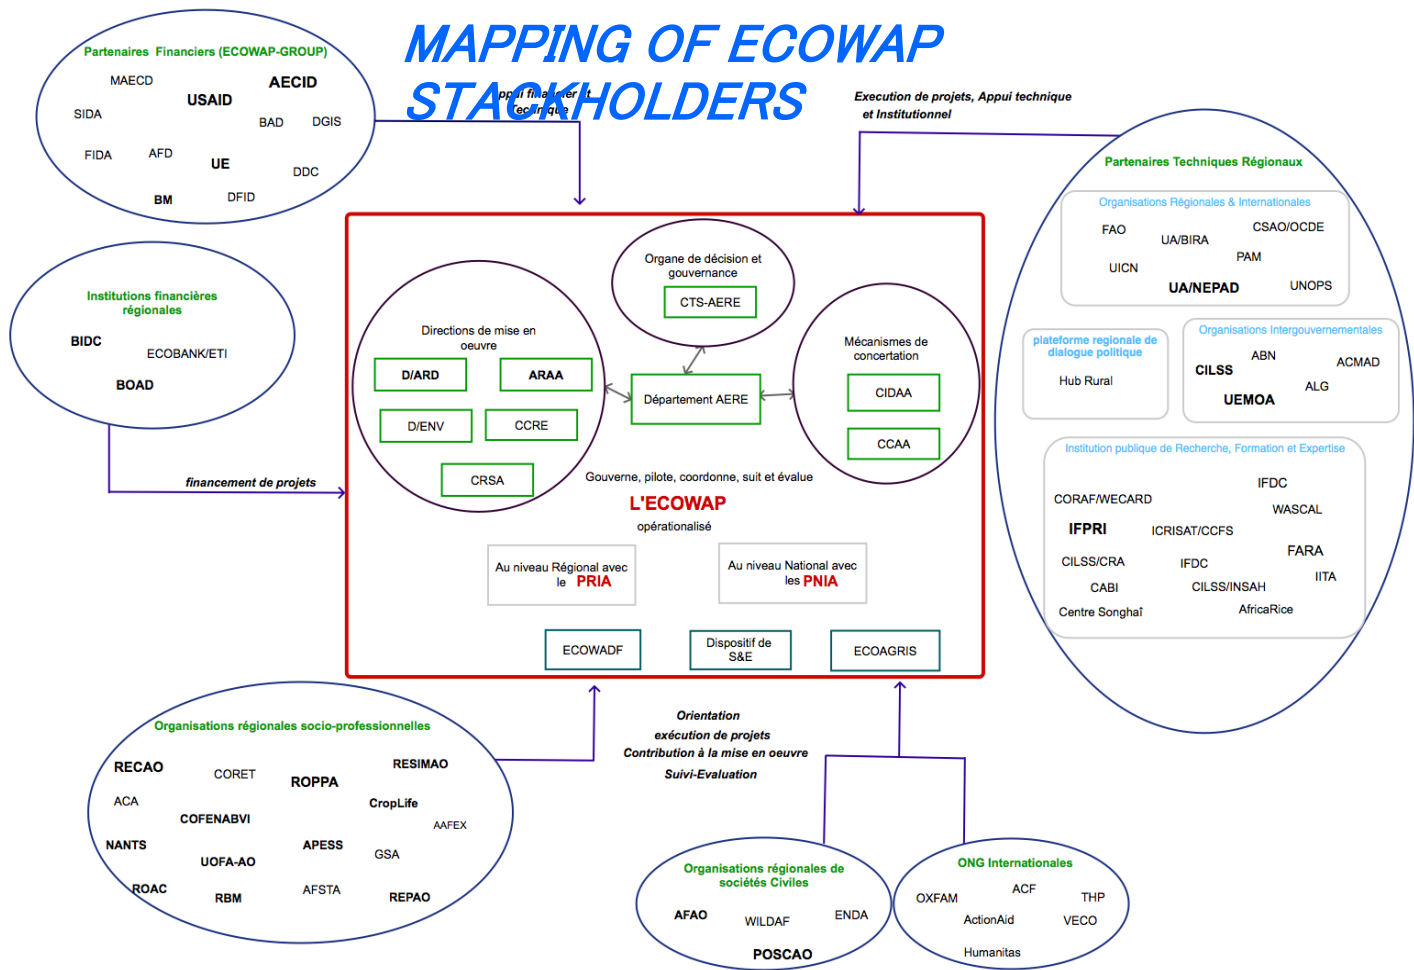 MAPPING OF ECOWAP
STACKHOLDERS
Partenaires Financiers (ECOWAP-GROUP)
MAECD
AECID
USAID
SIDA
BAD
DGIS
FIDA
AFD
UE
DDC
BM
DFID
Appui financier et
Technique
Execution de projets, Appui technique
et Institutionnel
Institutions financières
régionales
BIDC
ECOBANK/ETI
BOAD
financement de projets
Organe de décision et
gouvernance
CTS-AERE
Directions de mise en
oeuvre
D/ARD
ARAA
D/ENV
CCRE
CRSA
Département AERE
Mécanismes de
concertation
CIDAA
CCAA
Gouverne, pilote, coordonne, suit et évalue
L'ECOWAP
opérationalisé
Au niveau Régional avec
le PRIA
Au niveau National avec
les PNIA
ECOWADF
Dispositif de
S&E
ECOAGRIS
Partenaires Techniques Régionaux
Organisations Régionales & Internationales
FAO
UA/BIRA
CSAO/OCDE
UICN
PAM
UA/NEPAD
UNOPS
plateforme regionale de
dialogue politique
Hub Rural
Organisations Intergouvernementales
ABN
ACMAD
CILSS
ALG
UEMOA
Institution publique de Recherche, Formation et Expertise
IFDC
CORAF/WECARD
WASCAL
IFPRI
ICRISAT/CCFS
FARA
CILSS/CRA
IFDC
IITA
CABI
CILSS/INSAH
Centre Songhaï
AfricaRice
Organisations régionales socio-professionnelles
RECAO
CORET
ROPPA
RESIMAO
ACA
CropLife
COFENABVI
AAFEX
NANTS
APESS
GSA
UOFA-AO
ROAC
RBM
AFSTA
REPAO
Orientation
exécution de projets
Contribution à la mise en oeuvre
Suivi-Evaluation
Organisations régionales de
sociétés Civiles
AFAO
WILDAF
ENDA
POSCAO
ONG Internationales
OXFAM
ACF
THP
ActionAid
VECO
Humanitas